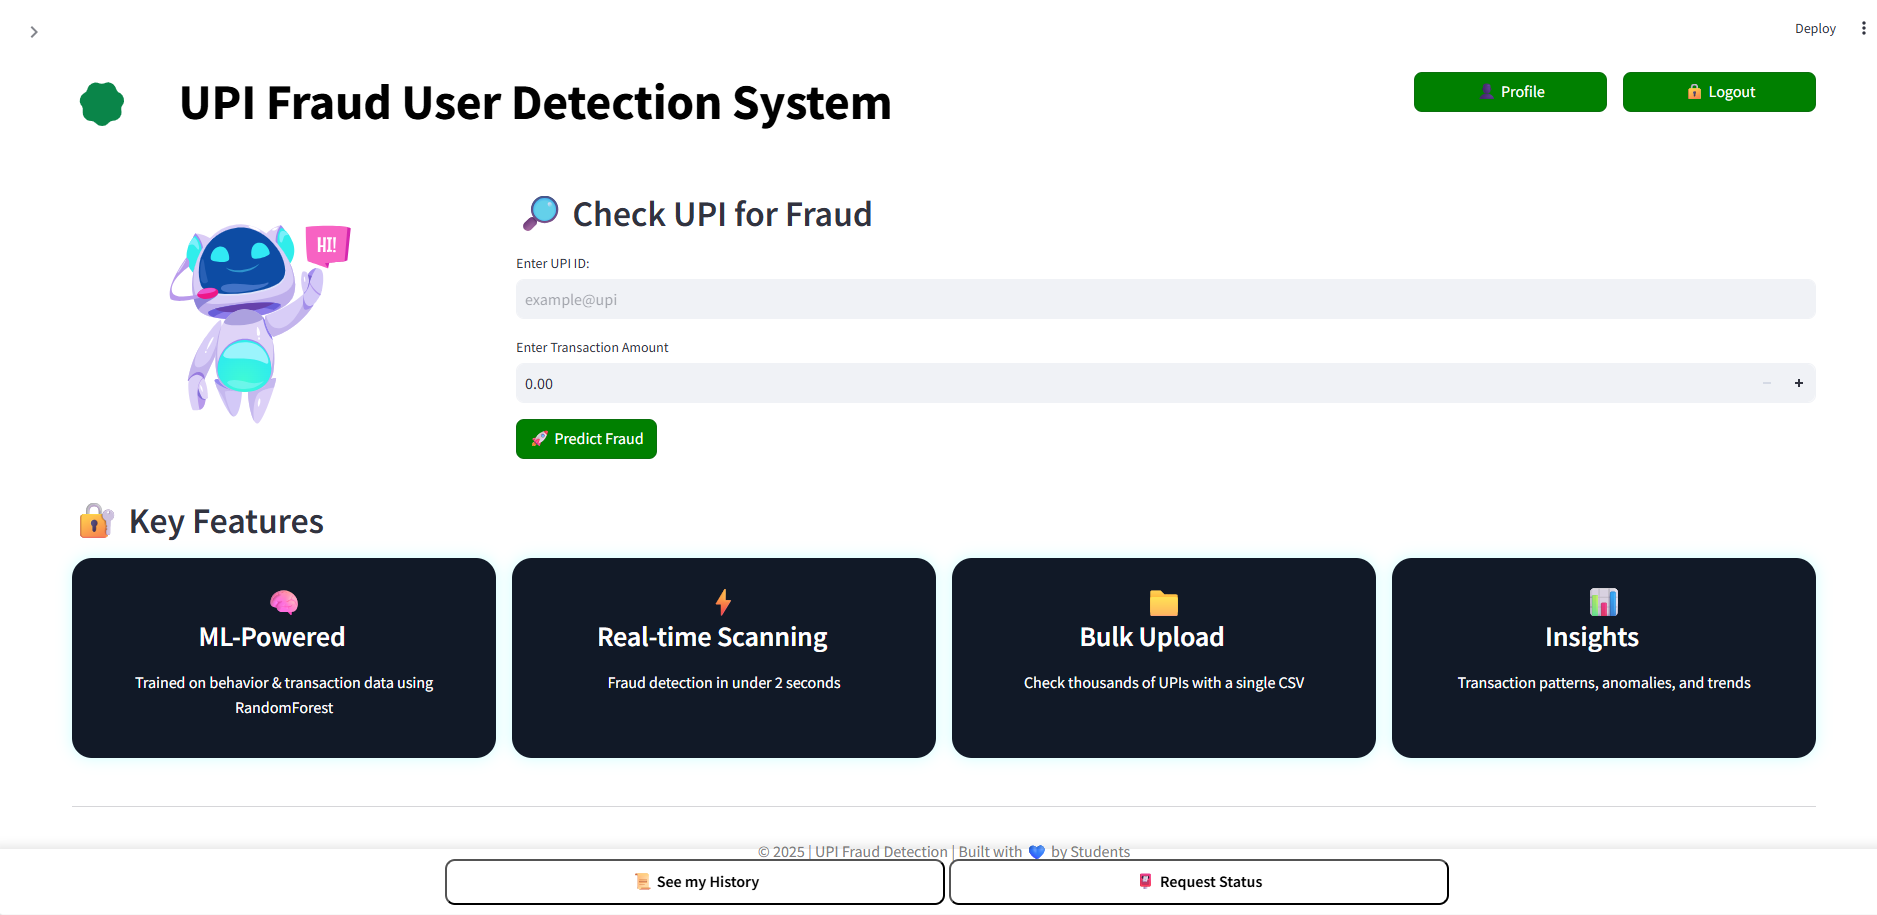 Deploy
UPI Fraud User Detection System
Profile
Logout
HI!
Check UPI for Fraud
Enter UPI ID:
example@upi
Enter Transaction Amount
0.00
Predict Fraud
Key Features
ML-Powered
Trained on behavior & transaction data using
RandomForest
Real-time Scanning
Fraud detection in under 2 seconds
Bulk Upload
Check thousands of UPIs with a single CSV
Insights
Transaction patterns, anomalies, and trends
© 2025 | UPI Fraud Detection | Built with 💙 by Students
See my History
Request Status